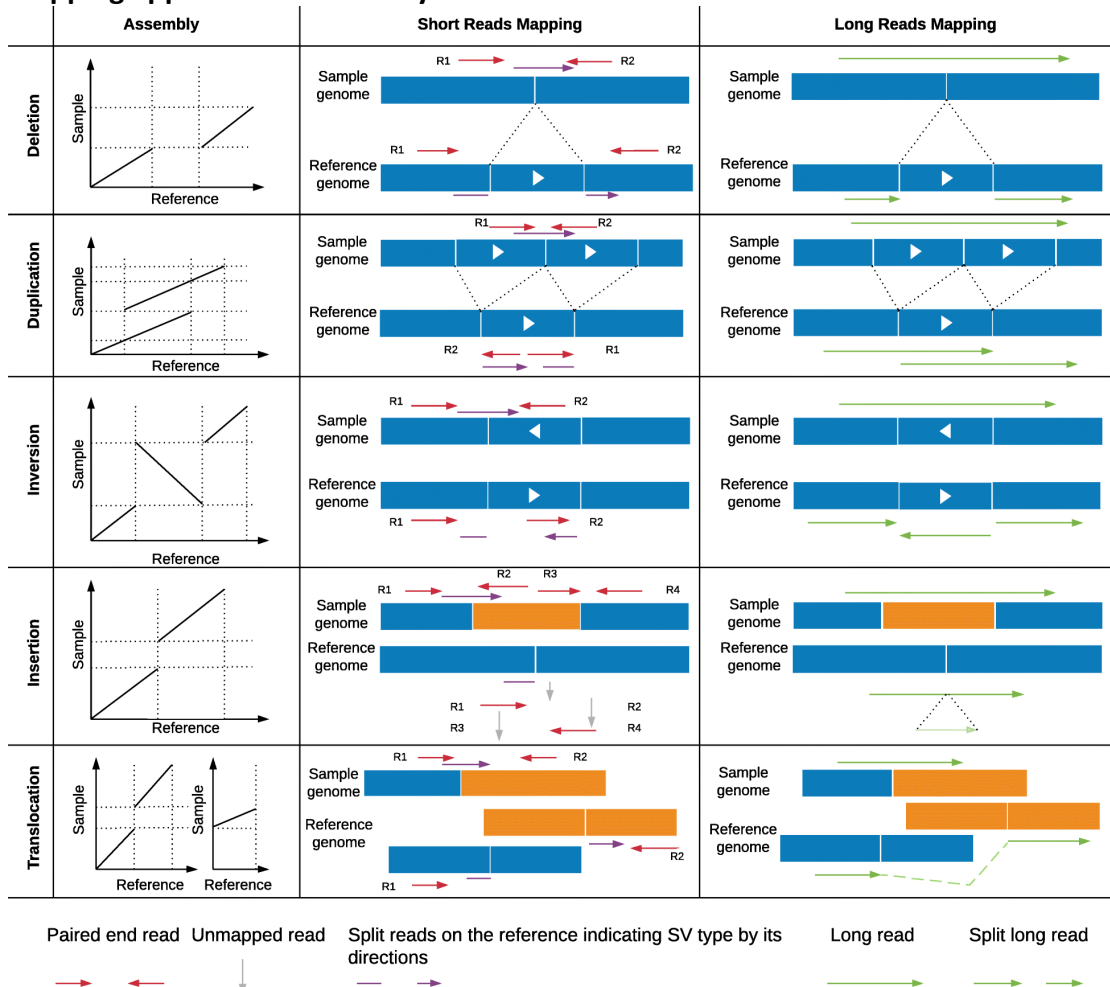 Assembly
Short Reads Mapping
Long Reads Mapping
Deletion
Sample
Reference
Sample
genome
R1
R2
Reference
genome
R1
R2
Sample
genome
Reference
genome
Duplication
Sample
Reference
Sample
genome
R1
R2
Reference
genome
R2
R1
Sample
genome
Reference
genome
Inversion
Sample
Reference
R1
R2
Sample
genome
Reference
genome
R1
R2
Sample
genome
Reference
genome
Insertion
Sample
Reference
R1
R2
R3
R4
Sample
genome
Reference
genome
R1
R2
R3
R4
Sample
genome
Reference
genome
Translocation
Sample
Reference
Sample
Reference
R1
R2
Sample
genome
Reference
genome
R2
R1
Sample
genome
Reference
genome
Paired end read
Unmapped read
Split reads on the reference indicating SV type by its
directions
Long read
Split long read